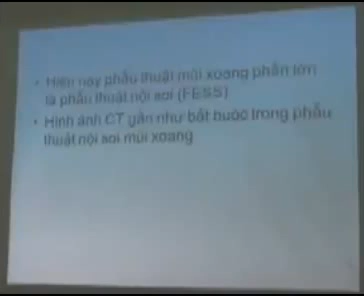 • Hiện nay phẫu thuật mũi xoang phần lớn
là phẫu thuật nội soi (FESS)
• Hình ảnh CT gần như bắt buộc trong phẫu
thuật nội soi mũi xoang